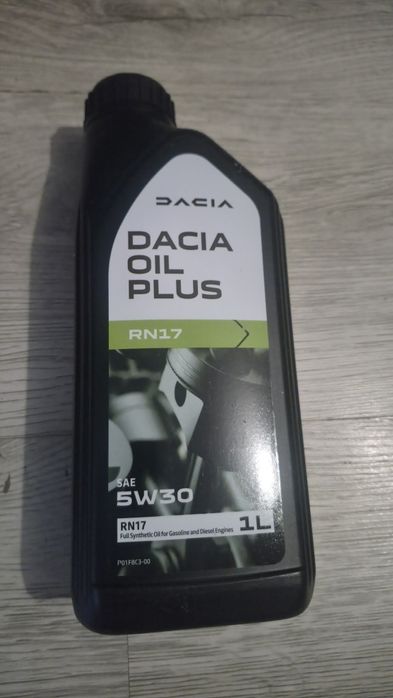 DACIA
DACIA
OIL
PLUS
RN17
SAE
5W30
RN17
Full Synthetic Oil for Gasoline and Diesel Engines
1L
P01F8C3-00